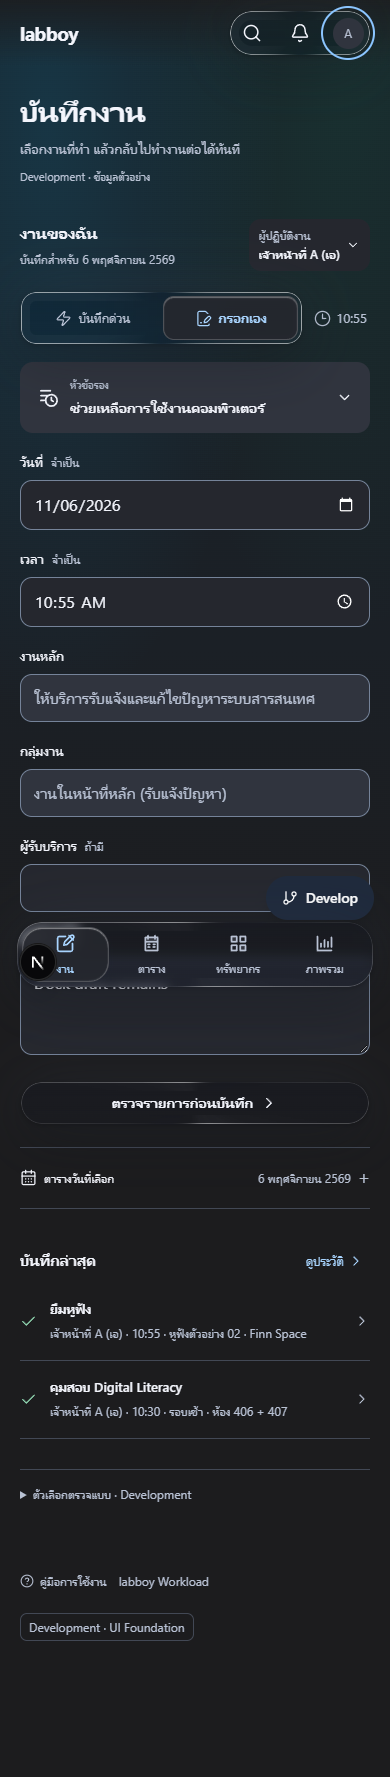 labboy
A
บันทึกงาน
เลือกงานที่ทำ แล้วกลับไปทำงานต่อได้ทันที
Development · ข้อมูลตัวอย่าง
งานของฉัน
บันทึกสำหรับ 6 พฤศจิกายน 2569
ผู้ปฏิบัติงาน
เจ้าหน้าที่ A (เอ)
บันทึกด่วน
กรอกเอง
10:55
หัวข้อรอง
ช่วยเหลือการใช้งานคอมพิวเตอร์
วันที่ จำเป็น
11/06/2026
เวลา จำเป็น
10:55 AM
งานหลัก
ให้บริการรับแจ้งและแก้ไขปัญหาระบบสารสนเทศ
กลุ่มงาน
งานในหน้าที่หลัก (รับแจ้งปัญหา)
ผู้รับบริการ ถ้ามี
Develop
N
งาน
ตาราง
ทรัพยากร
ภาพรวม
Dock draft remains
ตรวจรายการก่อนบันทึก
ตารางวันที่เลือก
6 พฤศจิกายน 2569 +
บันทึกล่าสุด
ดูประวัติ
ยืมหูฟัง
เจ้าหน้าที่ A (เอ) · 10:55 · หูฟังตัวอย่าง 02 · Finn Space
คุมสอบ Digital Literacy
เจ้าหน้าที่ A (เอ) · 10:30 · รอบเช้า · ห้อง 406 + 407
ตัวเลือกตรวจแบบ · Development
คู่มือการใช้งาน labboy Workload
Development · UI Foundation